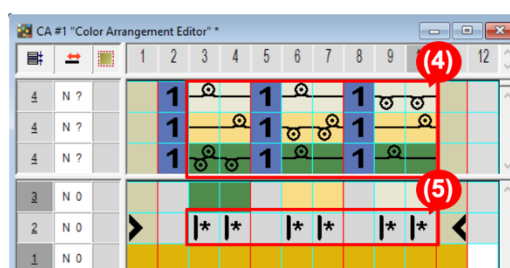 CA #1 "Color Arrangement Editor" *
1 2 3 4 5 6 7 8 9 12
(4)
4 N ? 1 1 1
4 N ? 1 1 1
4 N ? 1 1 1
(5)
3 N 0
2 N 0 |* |* |* |* |* |*
1 N 0